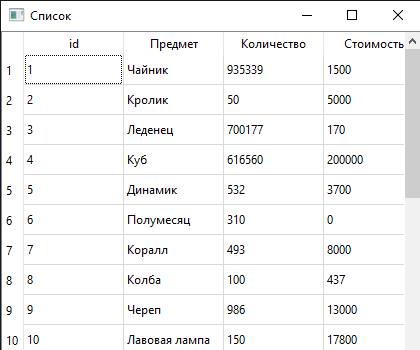 Список
id Предмет Количество Стоимость
1 1 Чайник 935339 1500
2 2 Кролик 50 5000
3 3 Леденец 700177 170
4 4 Куб 616560 200000
5 5 Динамик 532 3700
6 6 Полумесяц 310 0
7 7 Коралл 493 8000
8 8 Колба 100 437
9 9 Череп 986 13000
10 10 Лавовая лампа 150 17800